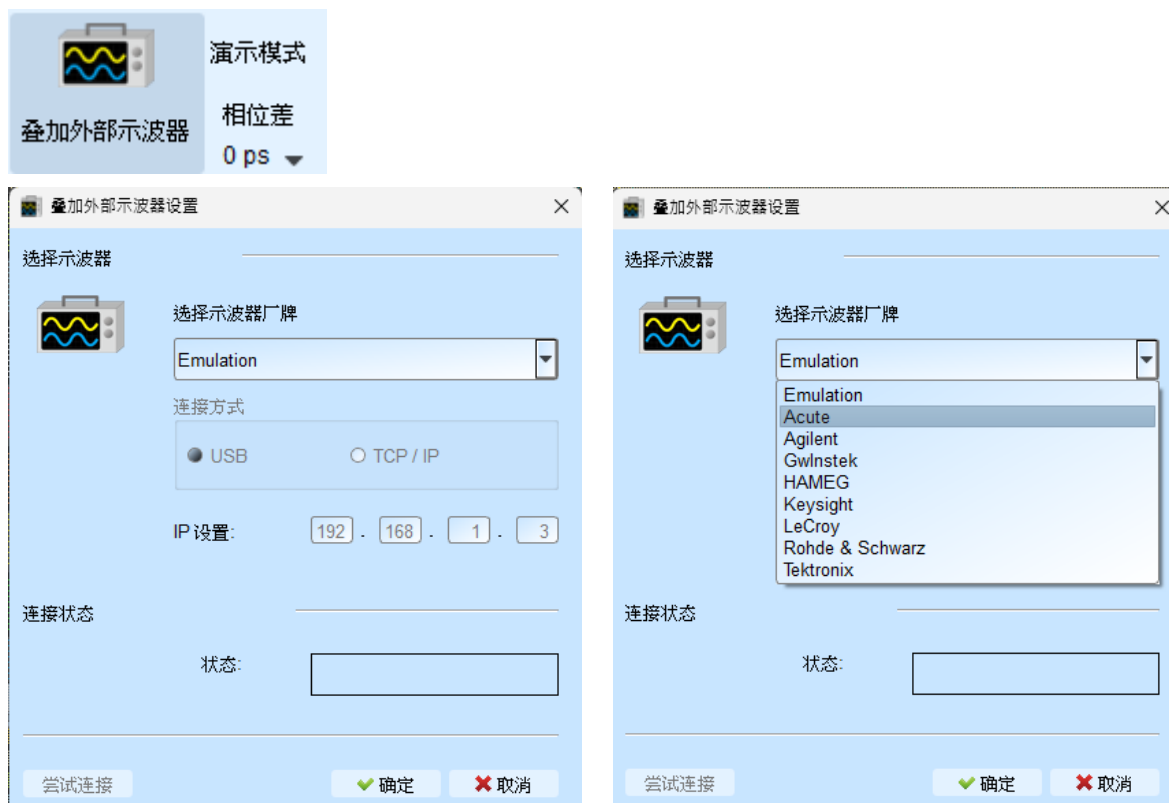 演示模式
叠加外部示波器
相位差
0 ps
叠加外部示波器设置
选择示波器
选择示波器厂牌
Emulation
连接方式
USB
TCP / IP
IP 设置:
192 . 168 . 1 . 3
连接状态
状态:
尝试连接
确定
取消
叠加外部示波器设置
选择示波器
选择示波器厂牌
Emulation
Emulation
Acute
Agilent
GwInstek
HAMEG
Keysight
LeCroy
Rohde & Schwarz
Tektronix
连接状态
状态:
尝试连接
确定
取消